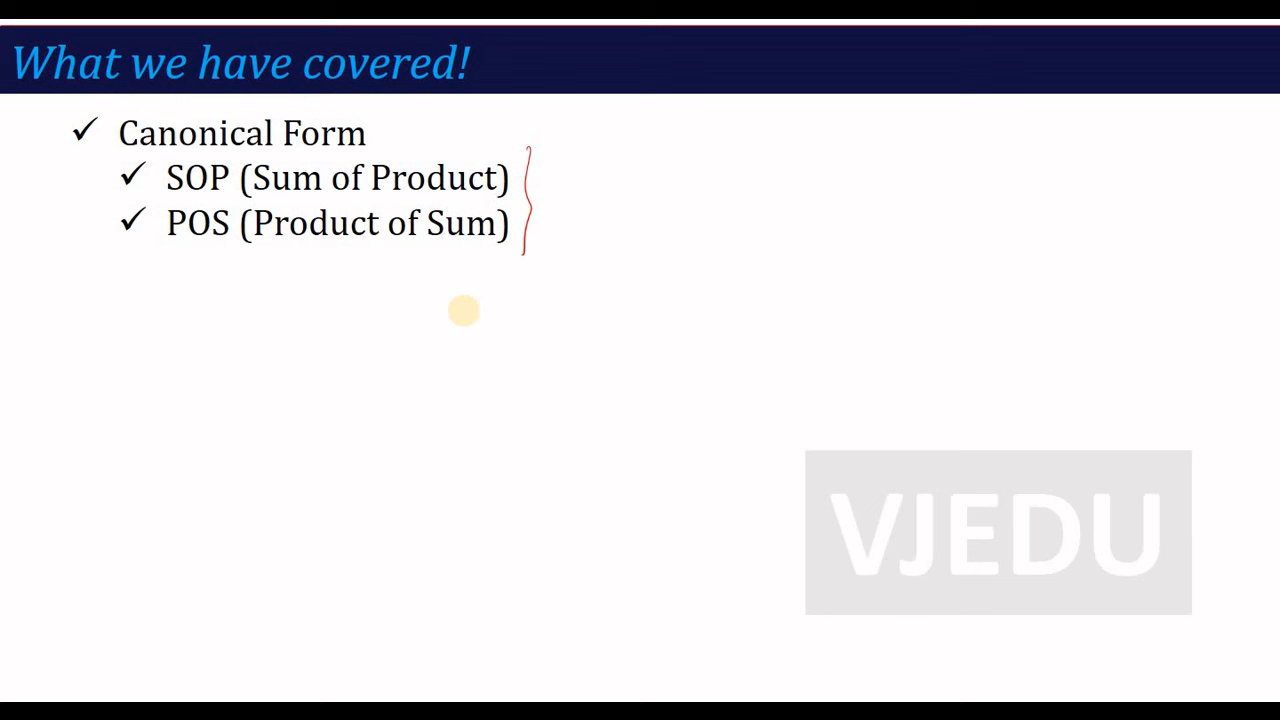 What we have covered!
✓ Canonical Form
✓ SOP (Sum of Product)
✓ POS (Product of Sum)
VJEDU